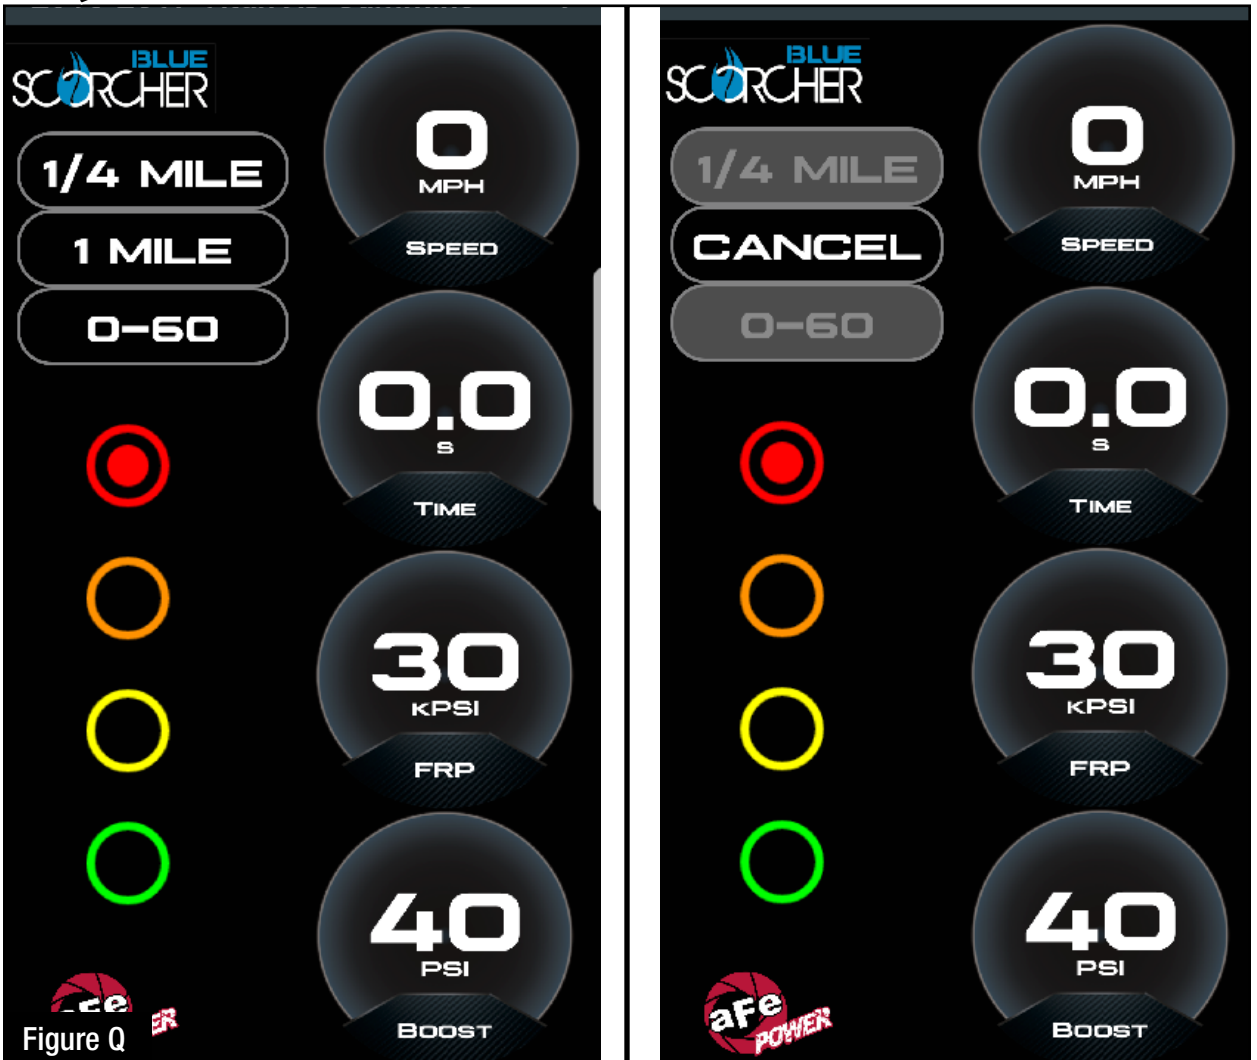 BLUE
SCORCHER
1/4 MILE
1 MILE
0-60
0
MPH
SPEED
0.0
S
TIME
30
KPSI
FRP
40
PSI
BOOST
aFe
Figure Q
BLUE
SCORCHER
1/4 MILE
CANCEL
0-60
0
MPH
SPEED
0.0
S
TIME
30
KPSI
FRP
40
PSI
BOOST
aFe
POWER